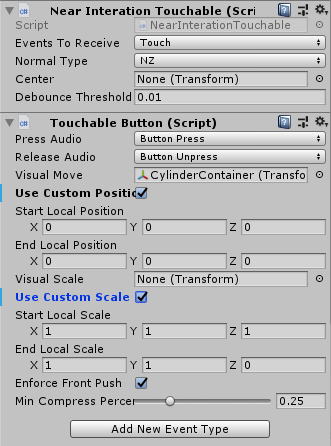 Near Interation Touchable (Scri
Script NearInterationTouchable
Events To Receive Touch
Normal Type NZ
Center None (Transform)
Debounce Threshold 0.01
Touchable Button (Script)
Press Audio Button Press
Release Audio Button Unpress
Visual Move CylinderContainer (Transfo
Use Custom Positio
Start Local Position
X 0 Y 0 Z 0
End Local Position
X 0 Y 0 Z 0
Visual Scale None (Transform)
Use Custom Scale
Start Local Scale
X 1 Y 1 Z 1
End Local Scale
X 1 Y 1 Z 0
Enforce Front Push
Min Compress Percer 0.25
Add New Event Type